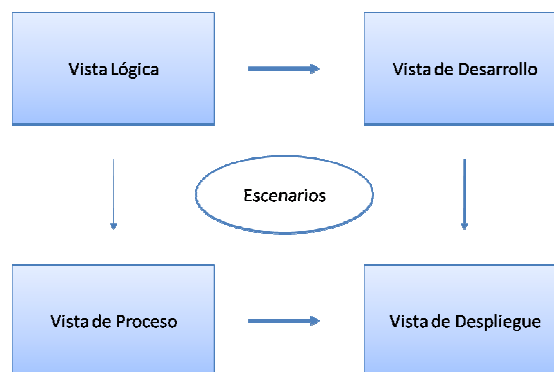 Vista Lógica
Vista de Desarrollo
Escenarios
Vista de Proceso
Vista de Despliegue